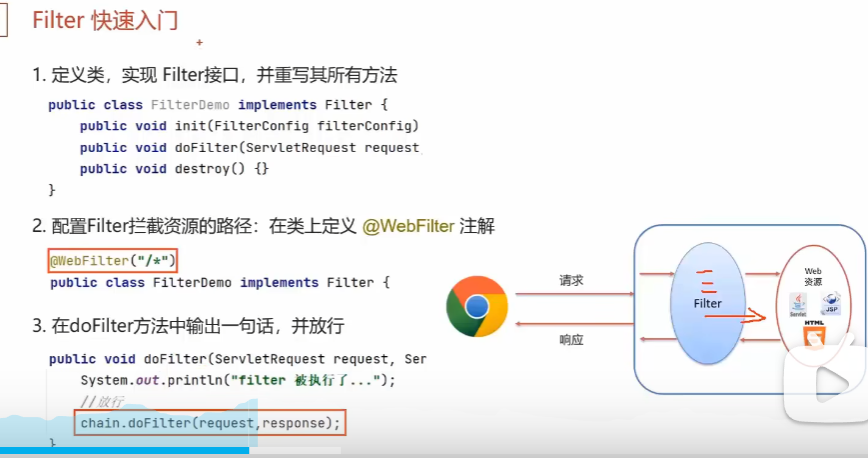 Filter 快速入门
1. 定义类，实现 Filter接口，并重写其所有方法
public class FilterDemo implements Filter {
public void init(FilterConfig filterConfig)
public void doFilter(ServletRequest request
public void destroy() {}
}
2. 配置Filter拦截资源的路径：在类上定义 @WebFilter 注解
@WebFilter("/*")
public class FilterDemo implements Filter {
3. 在doFilter方法中输出一句话，并放行
public void doFilter(ServletRequest request, Ser
System.out.println("filter 被执行了...");
//放行
chain.doFilter(request,response);
}
请求
响应
Filter
Web
资源
Servlet
JSP
HTML